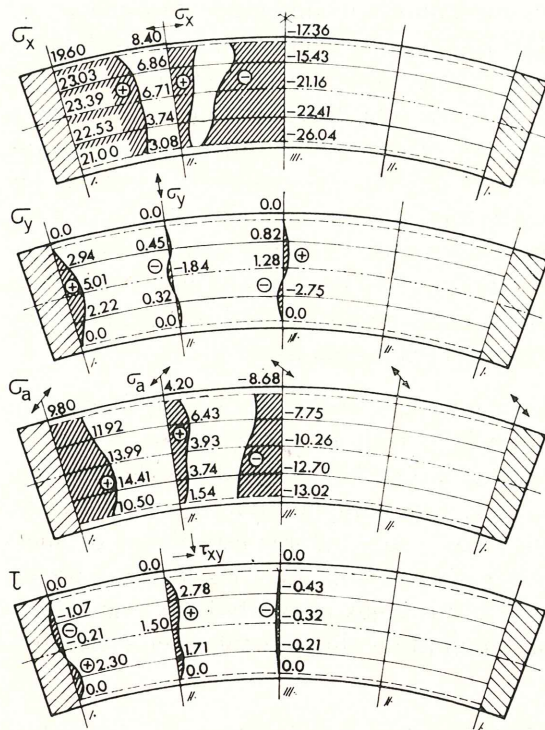 σx
19.60 8.40 σx -17.36
23.03 6.86 -15.43
23.39 ⊕ 6.71 ⊕ ⊖ -21.16
22.53 3.74 -22.41
21.00 3.08 -26.04
I. II. III. I.
σy
0.0 0.0 σy 0.0
2.94 0.45 0.82
⊕ 5.01 ⊖ -1.84 1.28 ⊕
2.22 0.32 ⊖ -2.75
0.0 0.0 0.0
I. II. III. II. I.
σa
9.80 σa 4.20 -8.68
11.92 6.43 -7.75
13.99 ⊕ 3.93 -10.26
⊕ 14.41 3.74 ⊖ -12.70
10.50 1.54 -13.02
I. II. III. II. I.
τ
0.0 0.0 τxy 0.0
-1.07 2.78 -0.43
⊖ -0.21 1.50 ⊕ ⊖ -0.32
⊕ 2.30 1.71 -0.21
0.0 0.0 0.0
I. II. III. II. I.